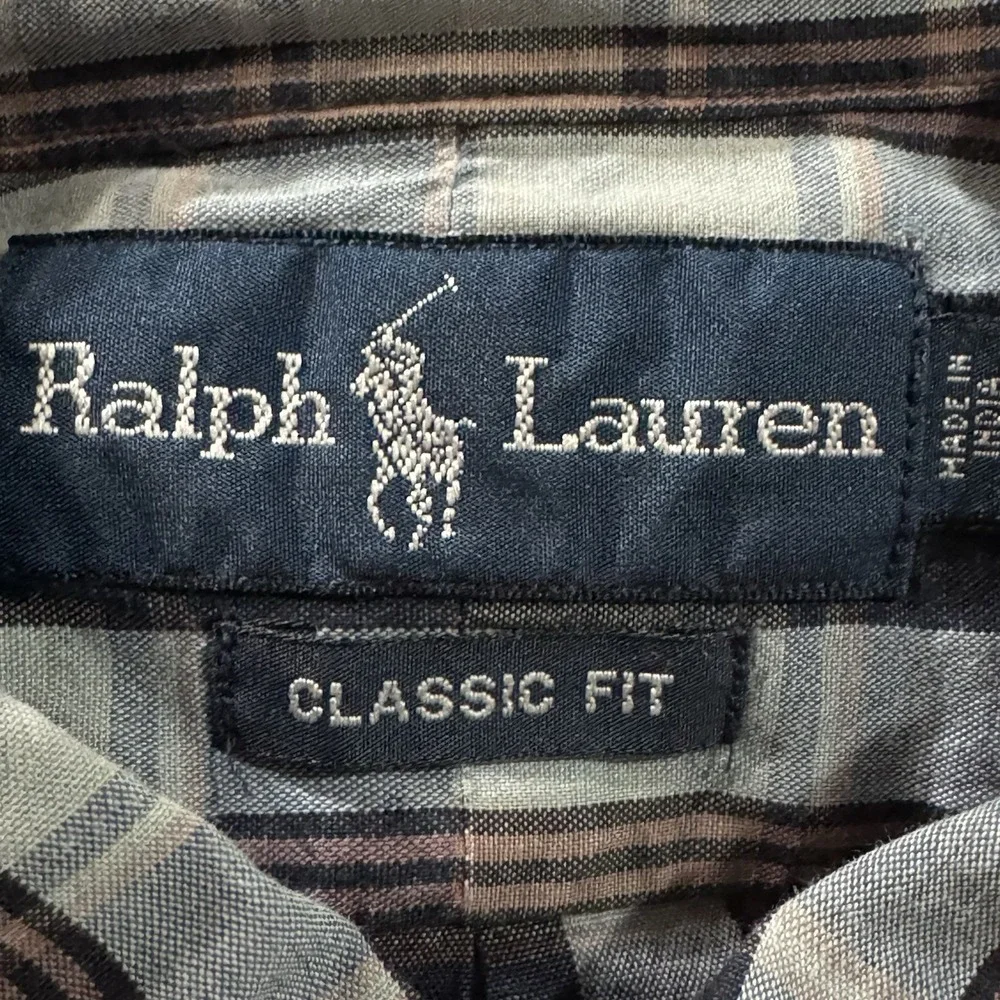 Ralph Lauren
MADE IN
INDIA
CLASSIC FIT